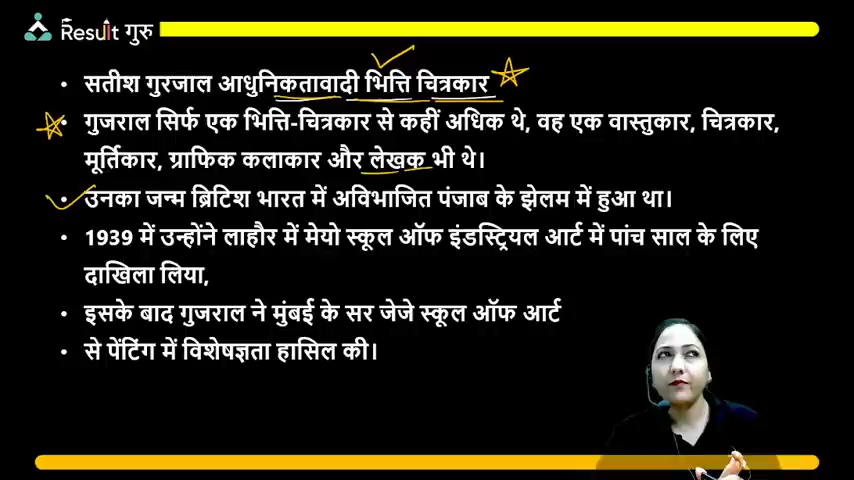 Result गुरु
• सतीश गुरजाल आधुनिकतावादी भित्ति चित्रकार
• गुजराल सिर्फ एक भित्ति-चित्रकार से कहीं अधिक थे, वह एक वास्तुकार, चित्रकार,
मूर्तिकार, ग्राफिक कलाकार और लेखक भी थे।
• उनका जन्म ब्रिटिश भारत में अविभाजित पंजाब के झेलम में हुआ था।
• 1939 में उन्होंने लाहौर में मेयो स्कूल ऑफ इंडस्ट्रियल आर्ट में पांच साल के लिए
दाखिला लिया,
• इसके बाद गुजराल ने मुंबई के सर जेजे स्कूल ऑफ आर्ट
• से पेंटिंग में विशेषज्ञता हासिल की।